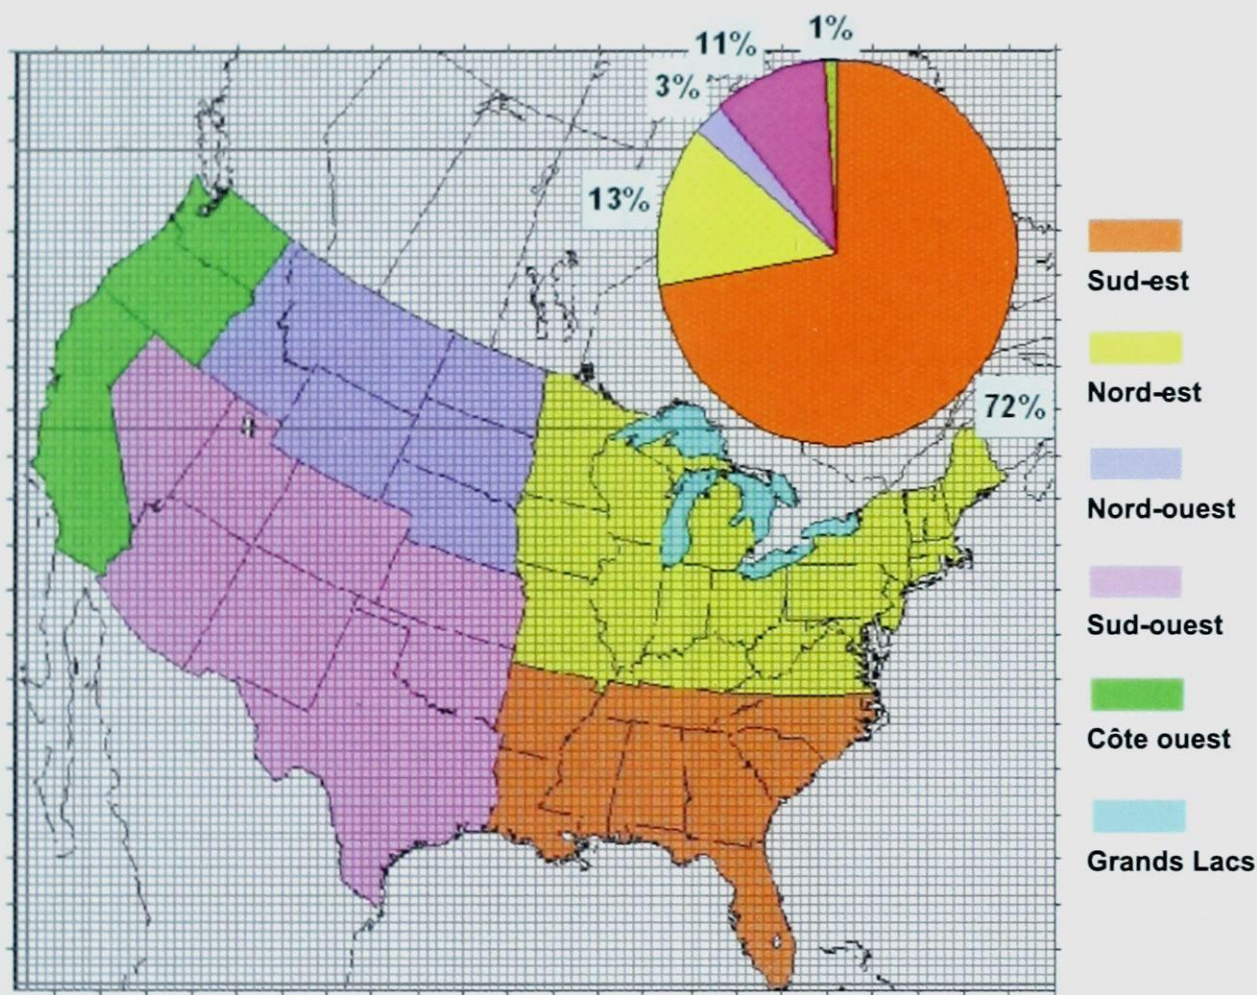 1%
11%
3%
13%
72%
Sud-est
Nord-est
Nord-ouest
Sud-ouest
Côte ouest
Grands Lacs